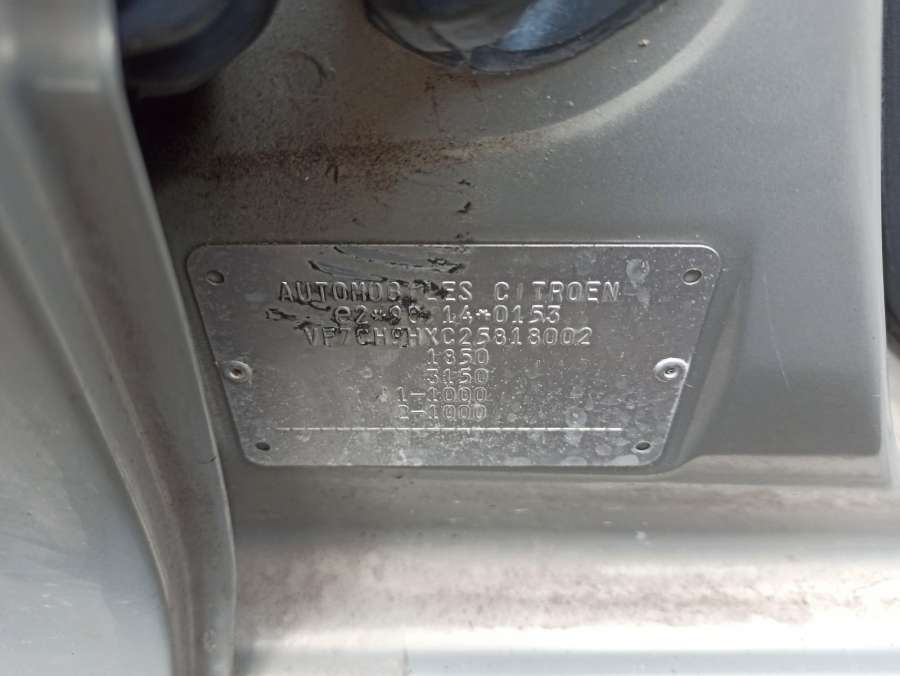 AUTOMOBILES CITROEN
e2*98/14*0153
VF7CH9HXC25818002
1850
3150
1-1000
2-1000